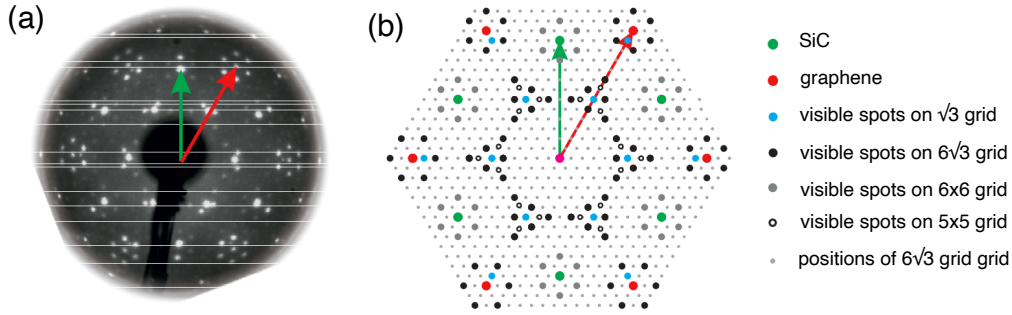 (a)
(b)
SiC
graphene
visible spots on √3 grid
visible spots on 6√3 grid
visible spots on 6x6 grid
visible spots on 5x5 grid
positions of 6√3 grid grid